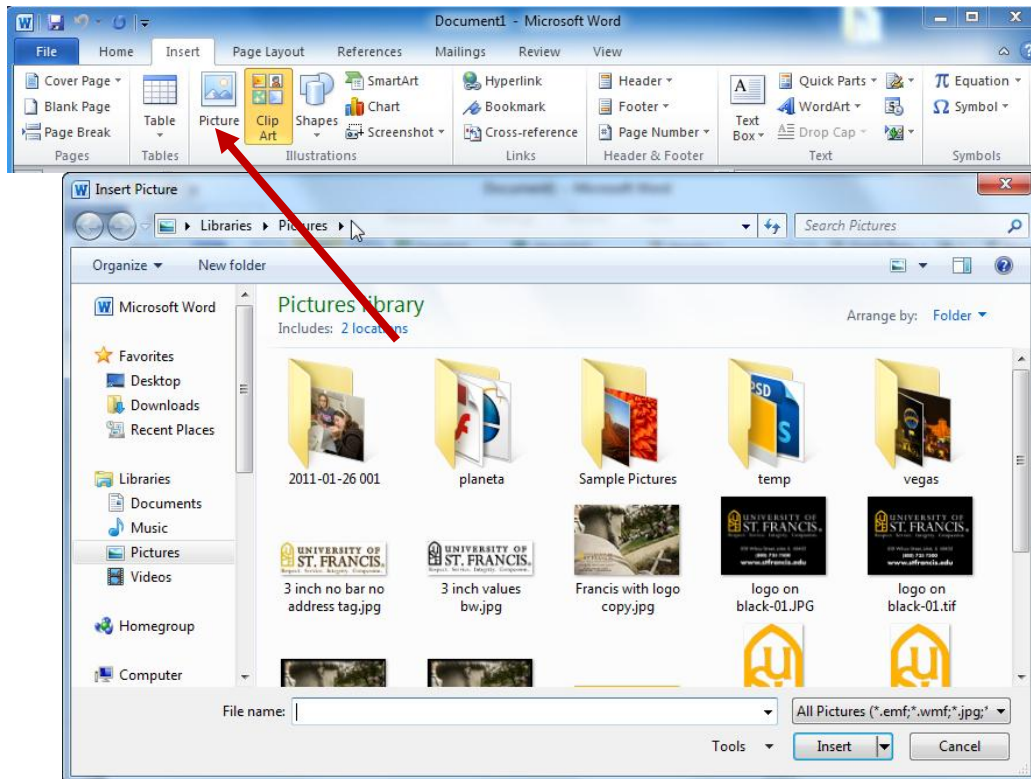 W Document1 - Microsoft Word X
File Home Insert Page Layout References Mailings Review View
Cover Page
Blank Page
Page Break
Pages
Table
Tables
Picture
Clip
Art
Shapes
SmartArt
Chart
Screenshot
Illustrations
Hyperlink
Bookmark
Cross-reference
Links
Header
Footer
Page Number
Header & Footer
A
Text
Box
Quick Parts
WordArt
Drop Cap
Text
π Equation
Ω Symbol
Symbols
W Insert Picture X
Libraries Pictures Search Pictures
Organize New folder
Microsoft Word
Favorites
Desktop
Downloads
Recent Places
Libraries
Documents
Music
Pictures
Videos
Homegroup
Computer
Pictures library
Includes: 2 locations
Arrange by: Folder
PSD
S
2011-01-26 001 planeta Sample Pictures temp vegas
UNIVERSITY OF
ST. FRANCIS.
UNIVERSITY OF
ST. FRANCIS.
UNIVERSITY OF
ST. FRANCIS.
www.stfrancis.edu
UNIVERSITY OF
ST. FRANCIS.
www.stfrancis.edu
3 inch no bar no
address tag.jpg
3 inch values
bw.jpg
Francis with logo
copy.jpg
logo on
black-01.JPG
logo on
black-01.tif
File name: All Pictures (*.emf;*.wmf;*.jpg;*
Tools Insert Cancel